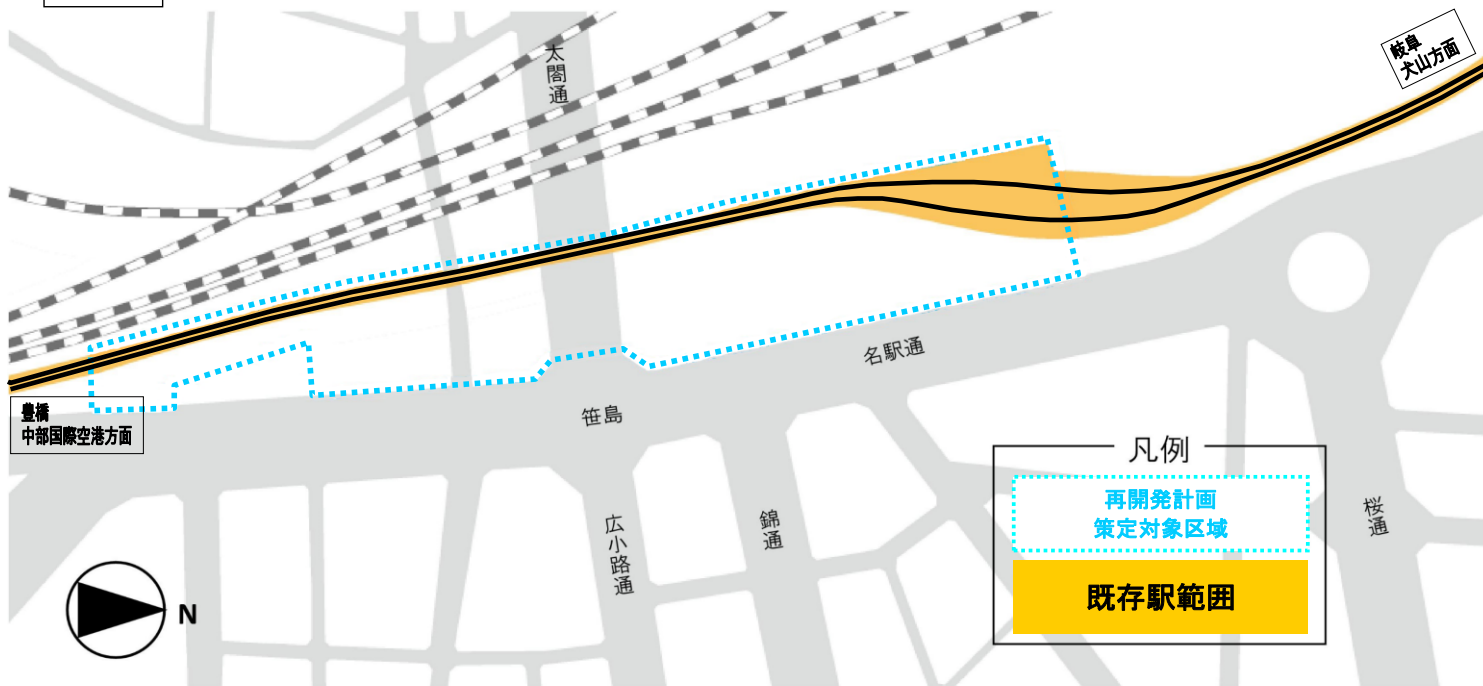 太閤通
岐阜
犬山方面
名駅通
豊橋
中部国際空港方面
笹島
広小路通
錦通
桜通
凡例
再開発計画
策定対象区域
既存駅範囲
N